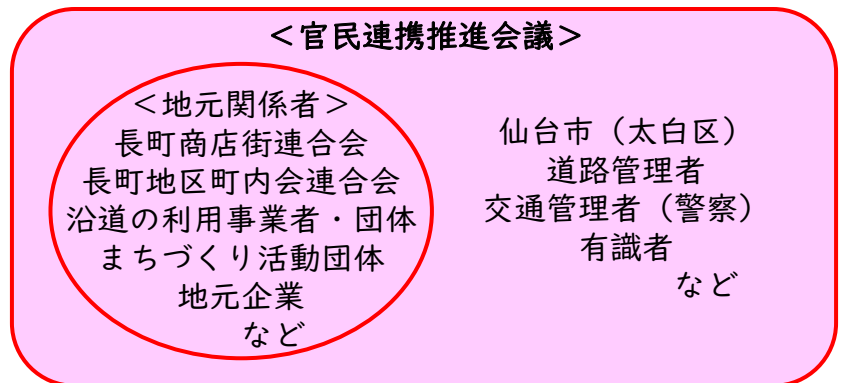 ＜官民連携推進会議＞
＜地元関係者＞
長町商店街連合会
長町地区町内会連合会
沿道の利用事業者・団体
まちづくり活動団体
地元企業
など
仙台市（太白区）
道路管理者
交通管理者（警察）
有識者
など